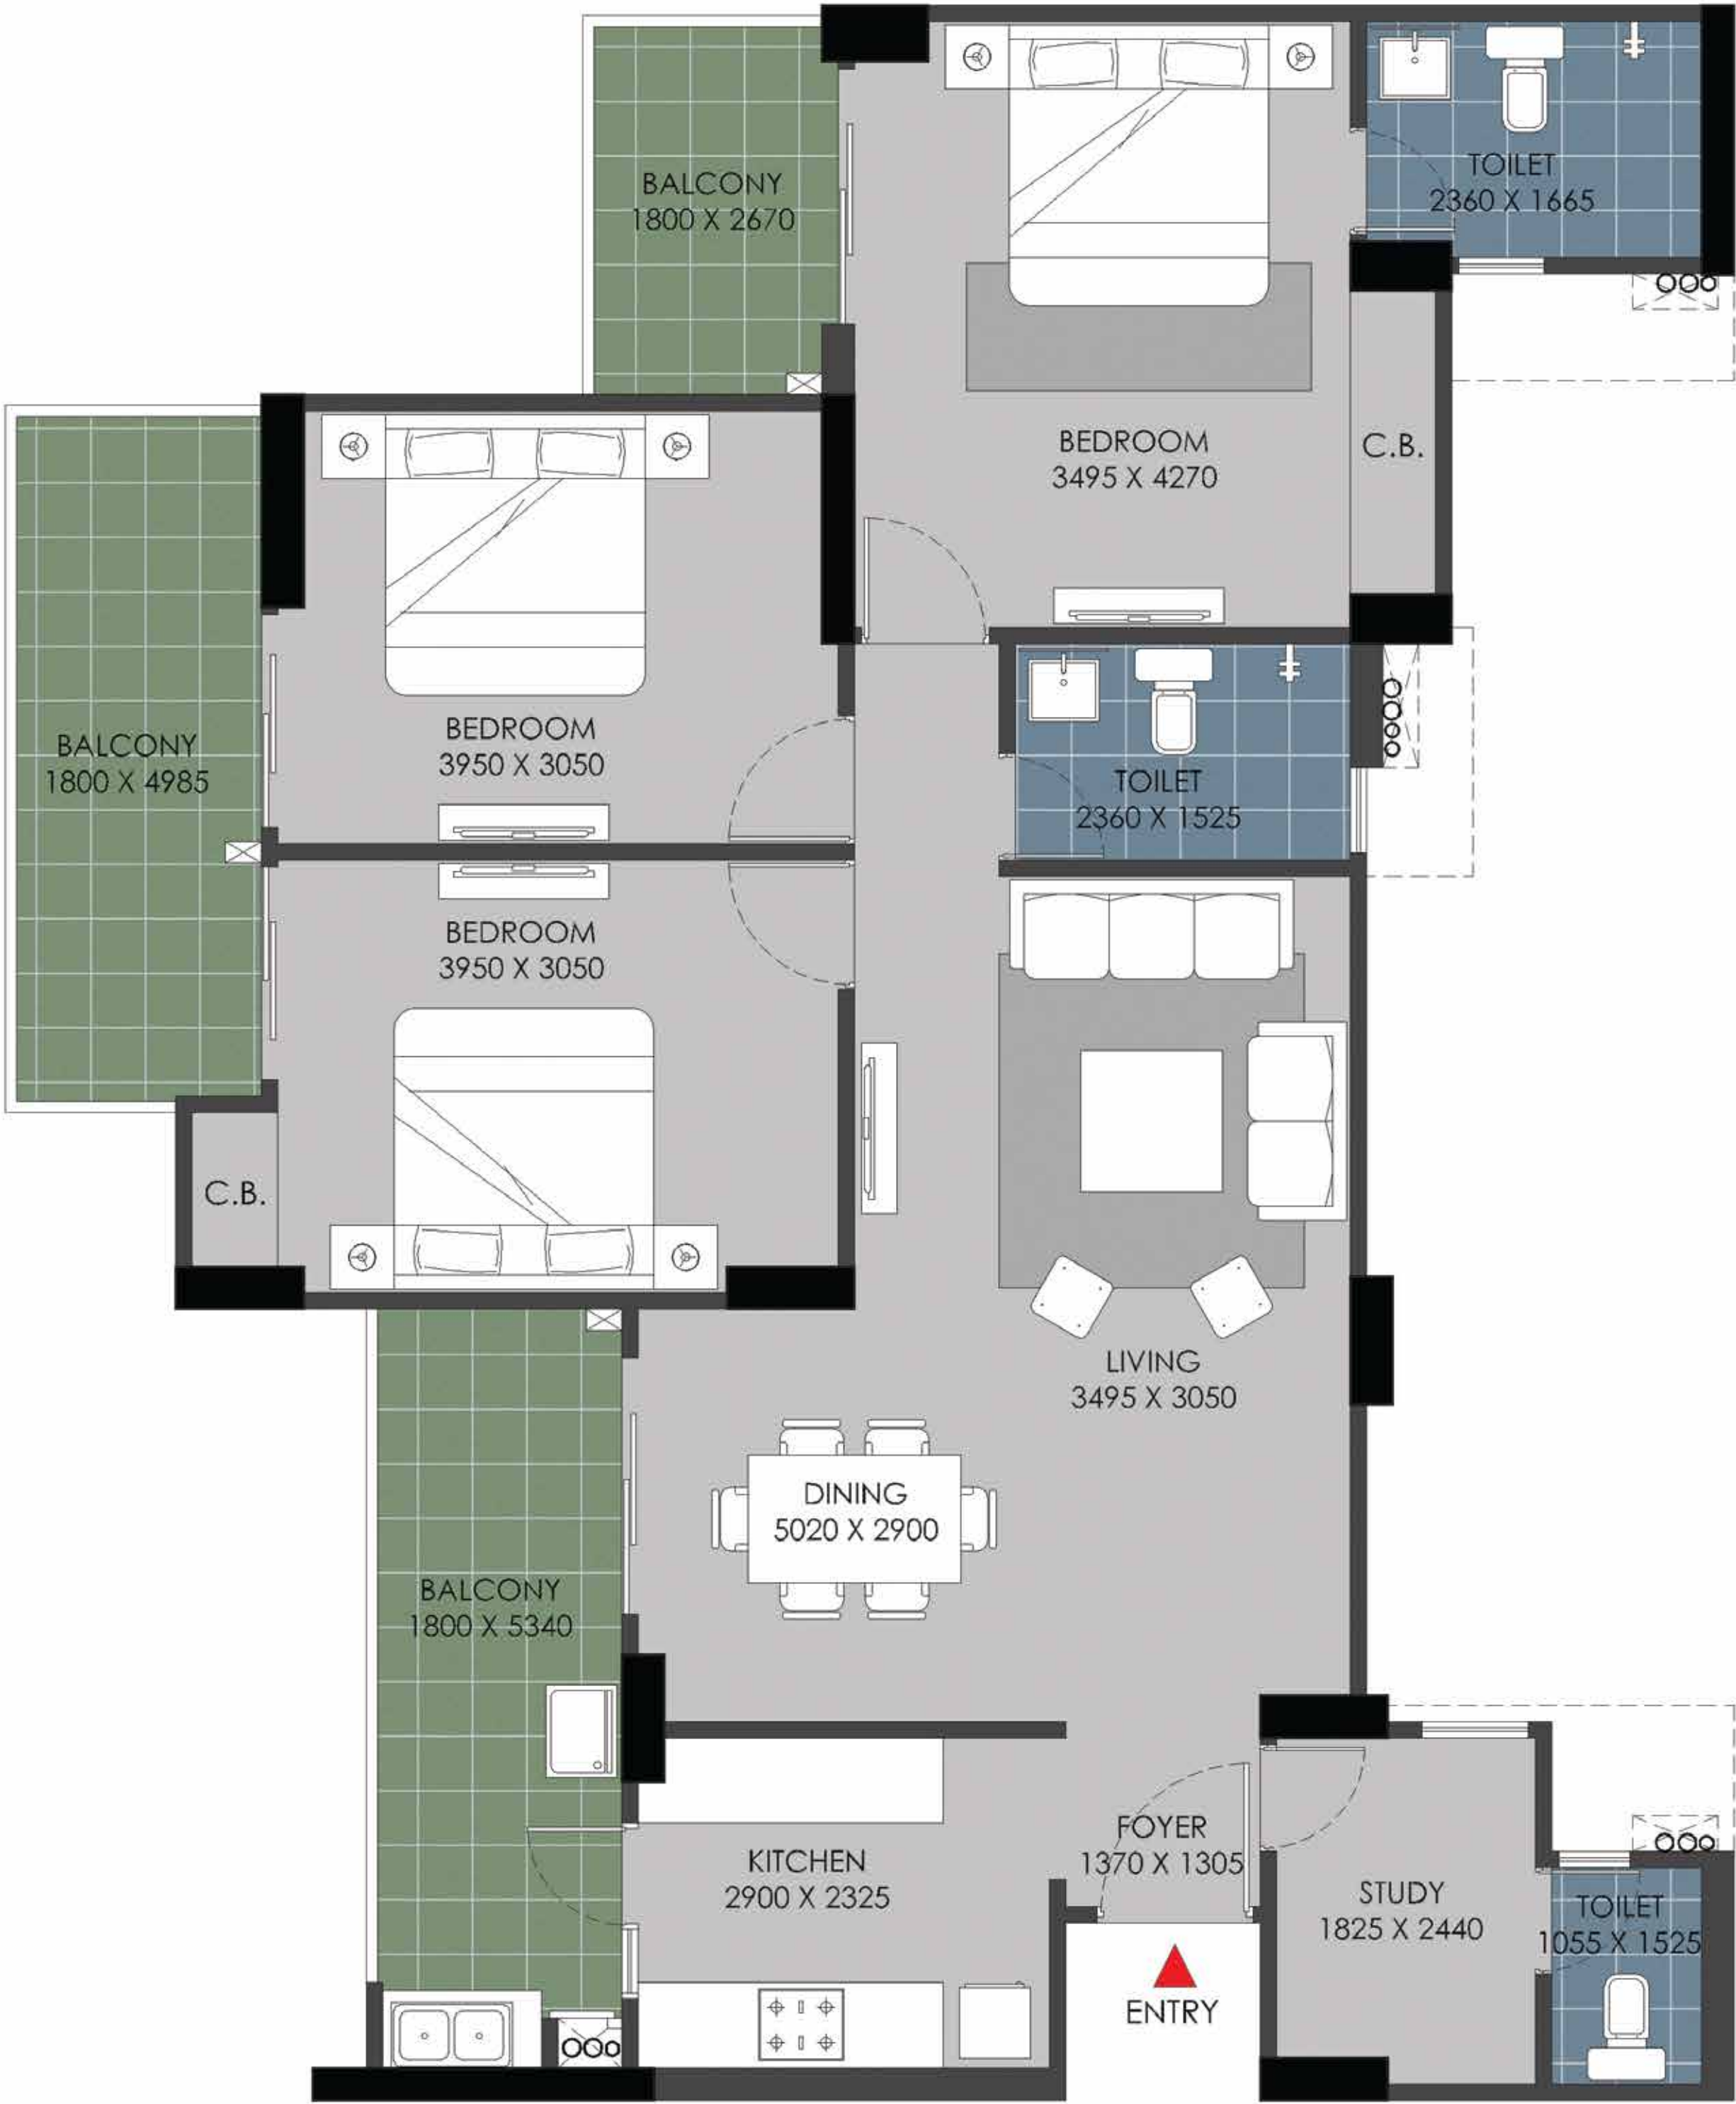 BALCONY
1800 X 2670
TOILET
2360 X 1665
BEDROOM
3495 X 4270
C.B.
BEDROOM
3950 X 3050
BALCONY
1800 X 4985
TOILET
2360 X 1525
BEDROOM
3950 X 3050
C.B.
LIVING
3495 X 3050
DINING
5020 X 2900
BALCONY
1800 X 5340
KITCHEN
2900 X 2325
FOYER
1370 X 1305
STUDY
1825 X 2440
TOILET
1055 X 1525
ENTRY